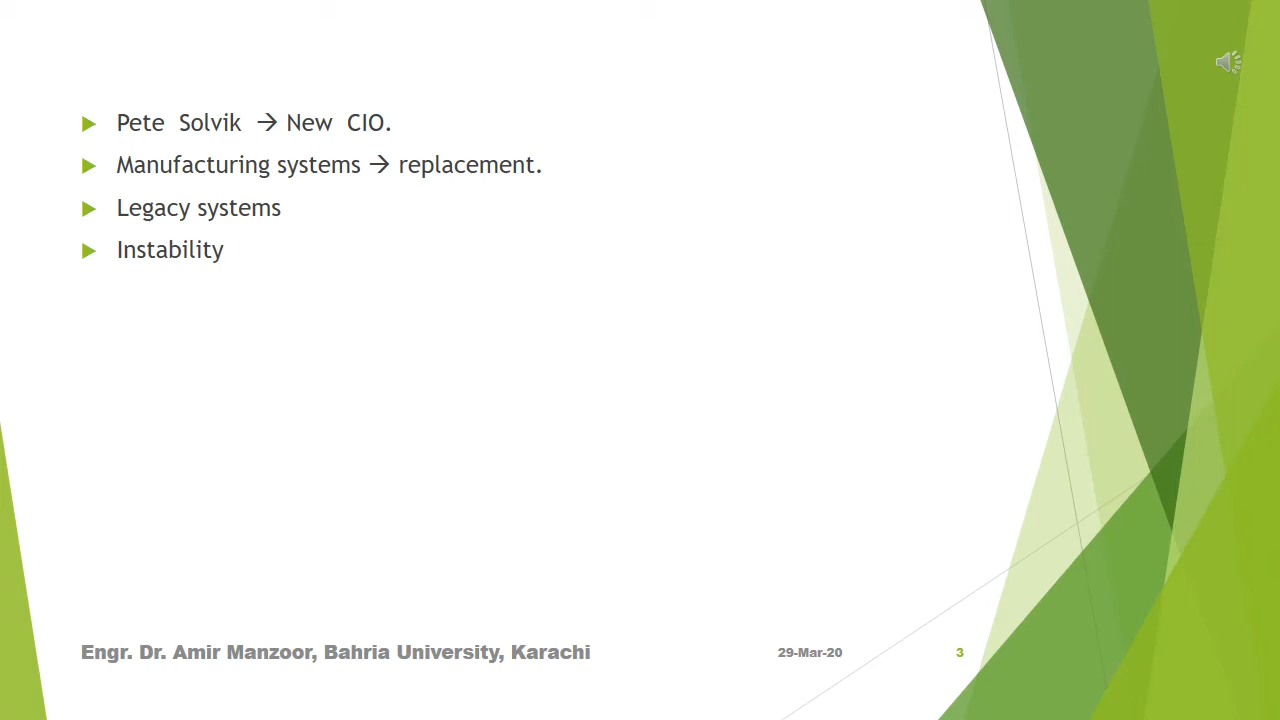 Pete Solvik → New CIO.
Manufacturing systems → replacement.
Legacy systems
Instability
Engr. Dr. Amir Manzoor, Bahria University, Karachi
29-Mar-20
3